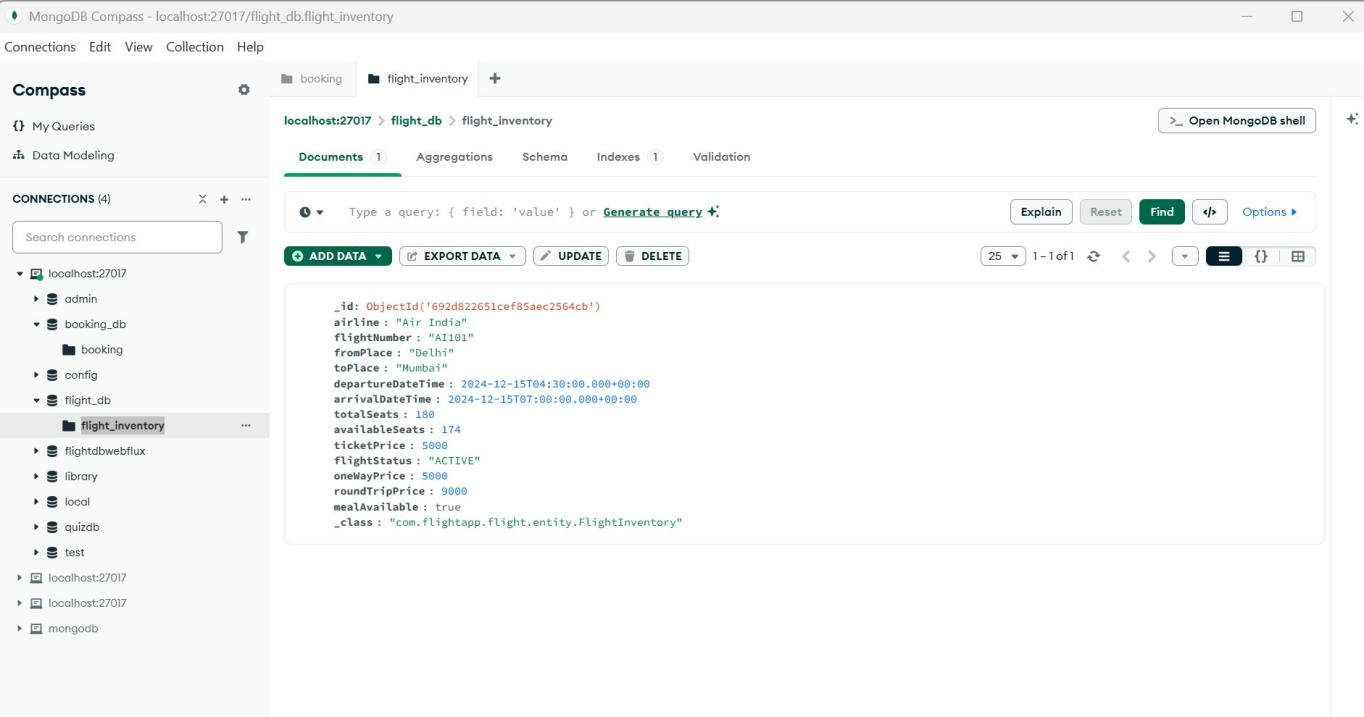 MongoDB Compass - localhost:27017/flight_db.flight_inventory
Connections Edit View Collection Help
Compass
My Queries
Data Modeling
CONNECTIONS (4)
Search connections
localhost:27017
admin
booking_db
booking
config
flight_db
flight_inventory
flightdbwebflux
library
local
quizdb
test
localhost:27017
localhost:27017
mongodb
booking flight_inventory
localhost:27017 > flight_db > flight_inventory
>_ Open MongoDB shell
Documents 1 Aggregations Schema Indexes 1 Validation
Type a query: { field: 'value' } or Generate query
Explain Reset Find </> Options
ADD DATA EXPORT DATA UPDATE DELETE
25 1 – 1 of 1 {}
_id: ObjectId('692d822651cef85aec2564cb')
airline : "Air India"
flightNumber : "AI101"
fromPlace : "Delhi"
toPlace : "Mumbai"
departureDateTime : 2024-12-15T04:30:00.000+00:00
arrivalDateTime : 2024-12-15T07:00:00.000+00:00
totalSeats : 180
availableSeats : 174
ticketPrice : 5000
flightStatus : "ACTIVE"
oneWayPrice : 5000
roundTripPrice : 9000
mealAvailable : true
_class : "com.flightapp.flight.entity.FlightInventory"